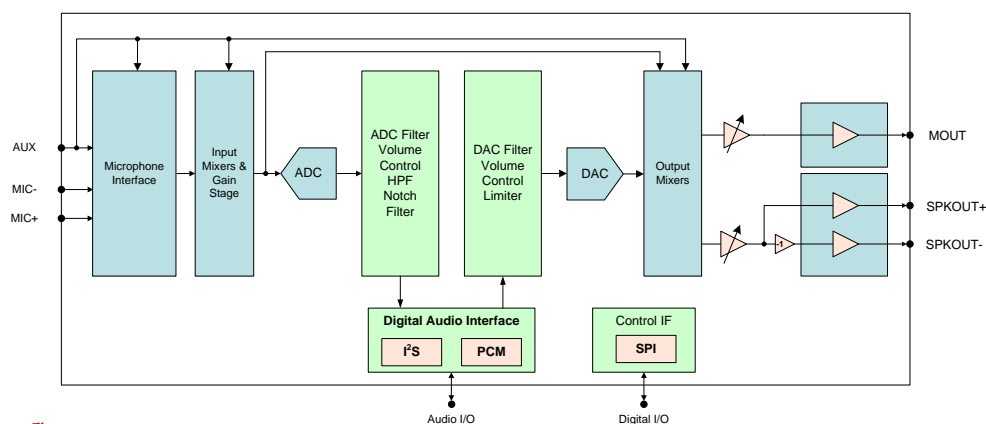 AUX
MIC-
MIC+
Microphone
Interface
Input
Mixers &
Gain
Stage
ADC
ADC Filter
Volume
Control
HPF
Notch
Filter
DAC Filter
Volume
Control
Limiter
DAC
Output
Mixers
-1
MOUT
SPKOUT+
SPKOUT-
Digital Audio Interface
I²S
PCM
Control IF
SPI
Audio I/O
Digital I/O